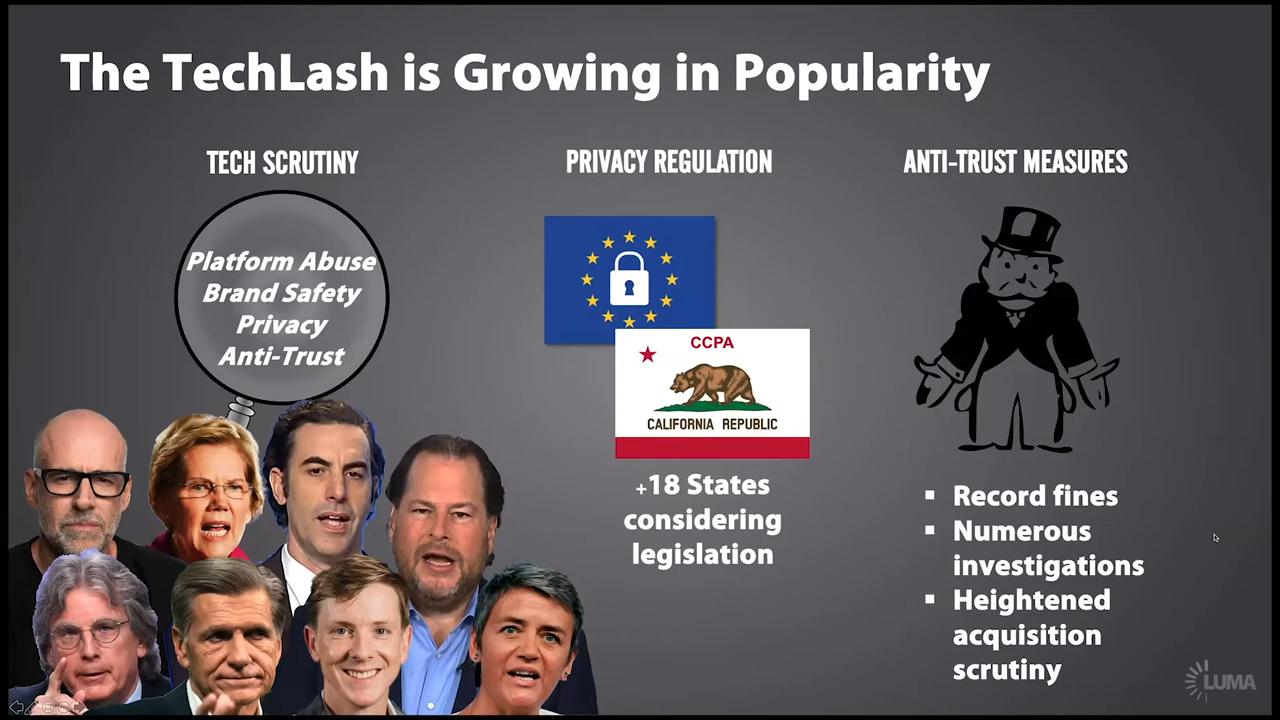 The TechLash is Growing in Popularity
TECH SCRUTINY
Platform Abuse
Brand Safety
Privacy
Anti-Trust
PRIVACY REGULATION
CCPA
CALIFORNIA REPUBLIC
+18 States
considering
legislation
ANTI-TRUST MEASURES
▪ Record fines
▪ Numerous
investigations
▪ Heightened
acquisition
scrutiny
LUMA